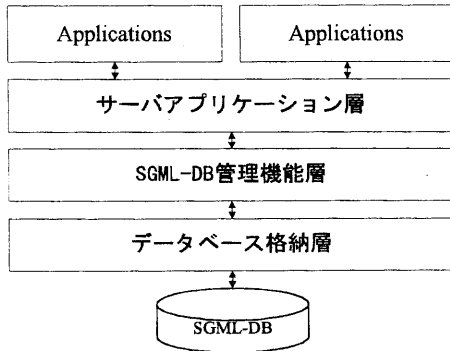 Applications
Applications
サーバアプリケーション層
SGML-DB管理機能層
データベース格納層
SGML-DB